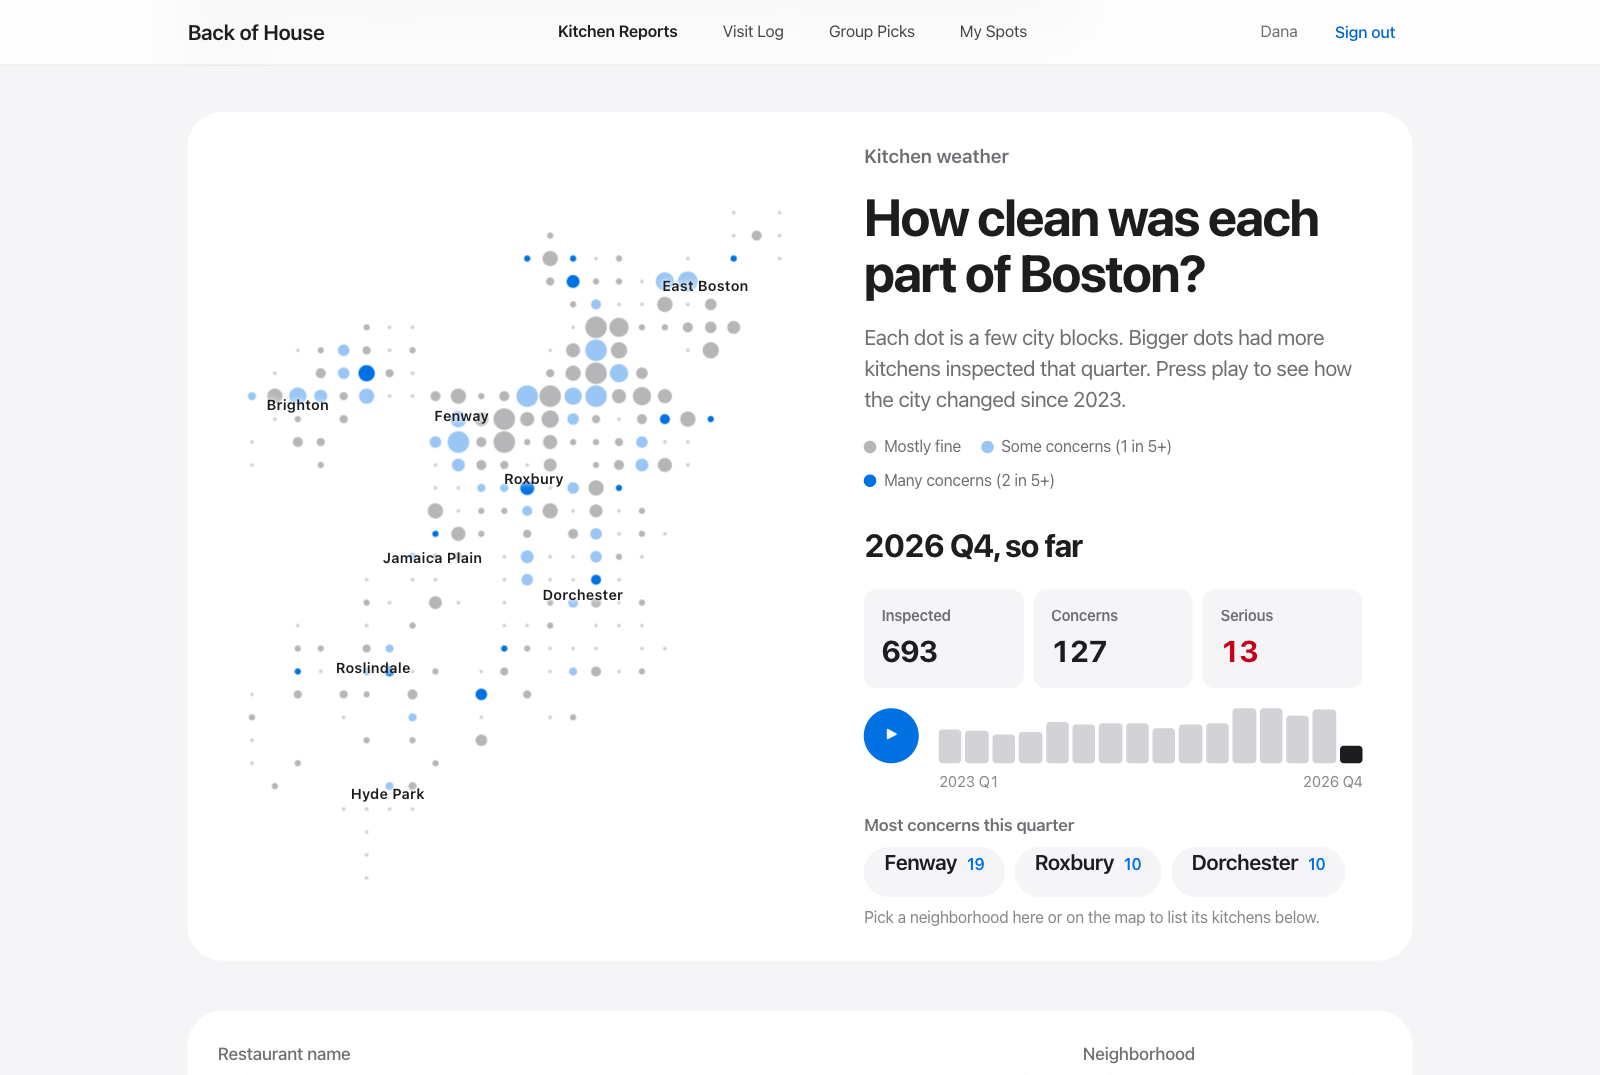 Back of House
Kitchen Reports
Visit Log
Group Picks
My Spots
Dana
Sign out
East Boston
Brighton
Fenway
Roxbury
Jamaica Plain
Dorchester
Roslindale
Hyde Park
Kitchen weather
How clean was each
part of Boston?
Each dot is a few city blocks. Bigger dots had more
kitchens inspected that quarter. Press play to see how
the city changed since 2023.
Mostly fine
Some concerns (1 in 5+)
Many concerns (2 in 5+)
2026 Q4, so far
Inspected
693
Concerns
127
Serious
13
2023 Q1
2026 Q4
Most concerns this quarter
Fenway 19
Roxbury 10
Dorchester 10
Pick a neighborhood here or on the map to list its kitchens below.
Restaurant name
Neighborhood